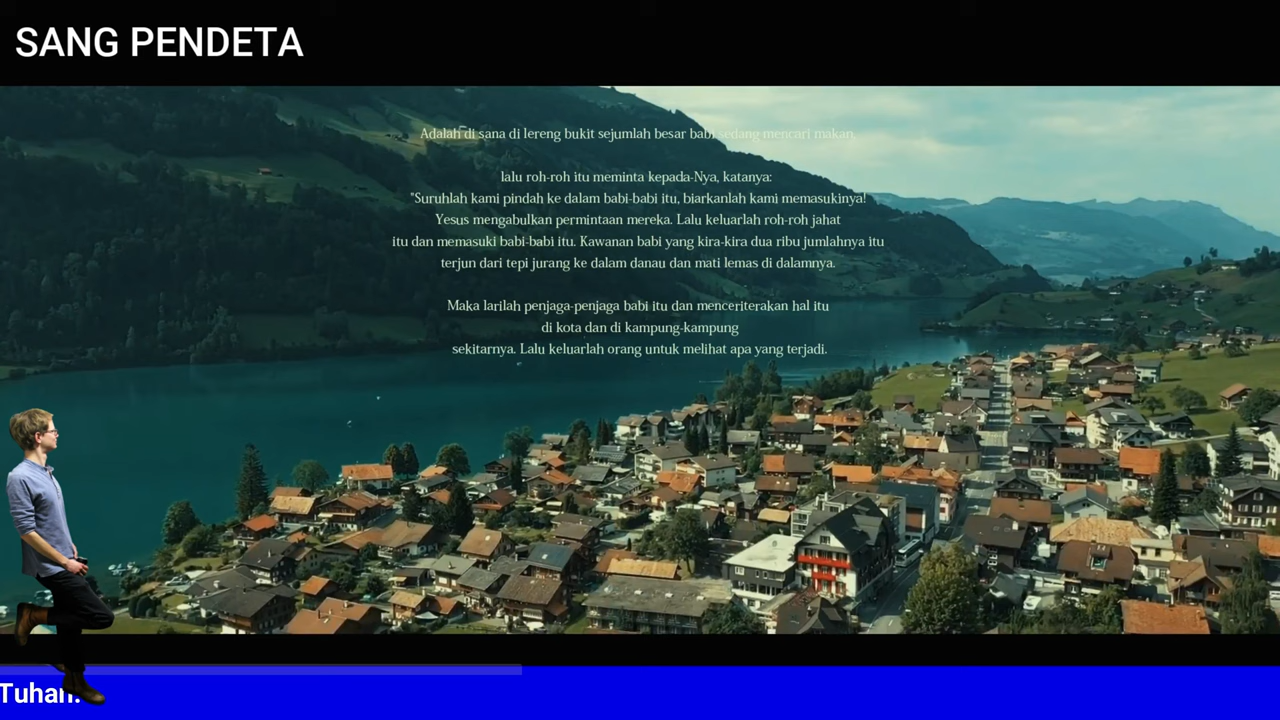 SANG PENDETA
Adalah di sana di lereng bukit sejumlah besar babi sedang mencari makan,
lalu roh-roh itu meminta kepada-Nya, katanya:
"Suruhlah kami pindah ke dalam babi-babi itu, biarkanlah kami memasukinya!
Yesus mengabulkan permintaan mereka. Lalu keluarlah roh-roh jahat
itu dan memasuki babi-babi itu. Kawanan babi yang kira-kira dua ribu jumlahnya itu
terjun dari tepi jurang ke dalam danau dan mati lemas di dalamnya.
Maka larilah penjaga-penjaga babi itu dan menceriterakan hal itu
di kota dan di kampung-kampung
sekitarnya. Lalu keluarlah orang untuk melihat apa yang terjadi.
Tuhan.